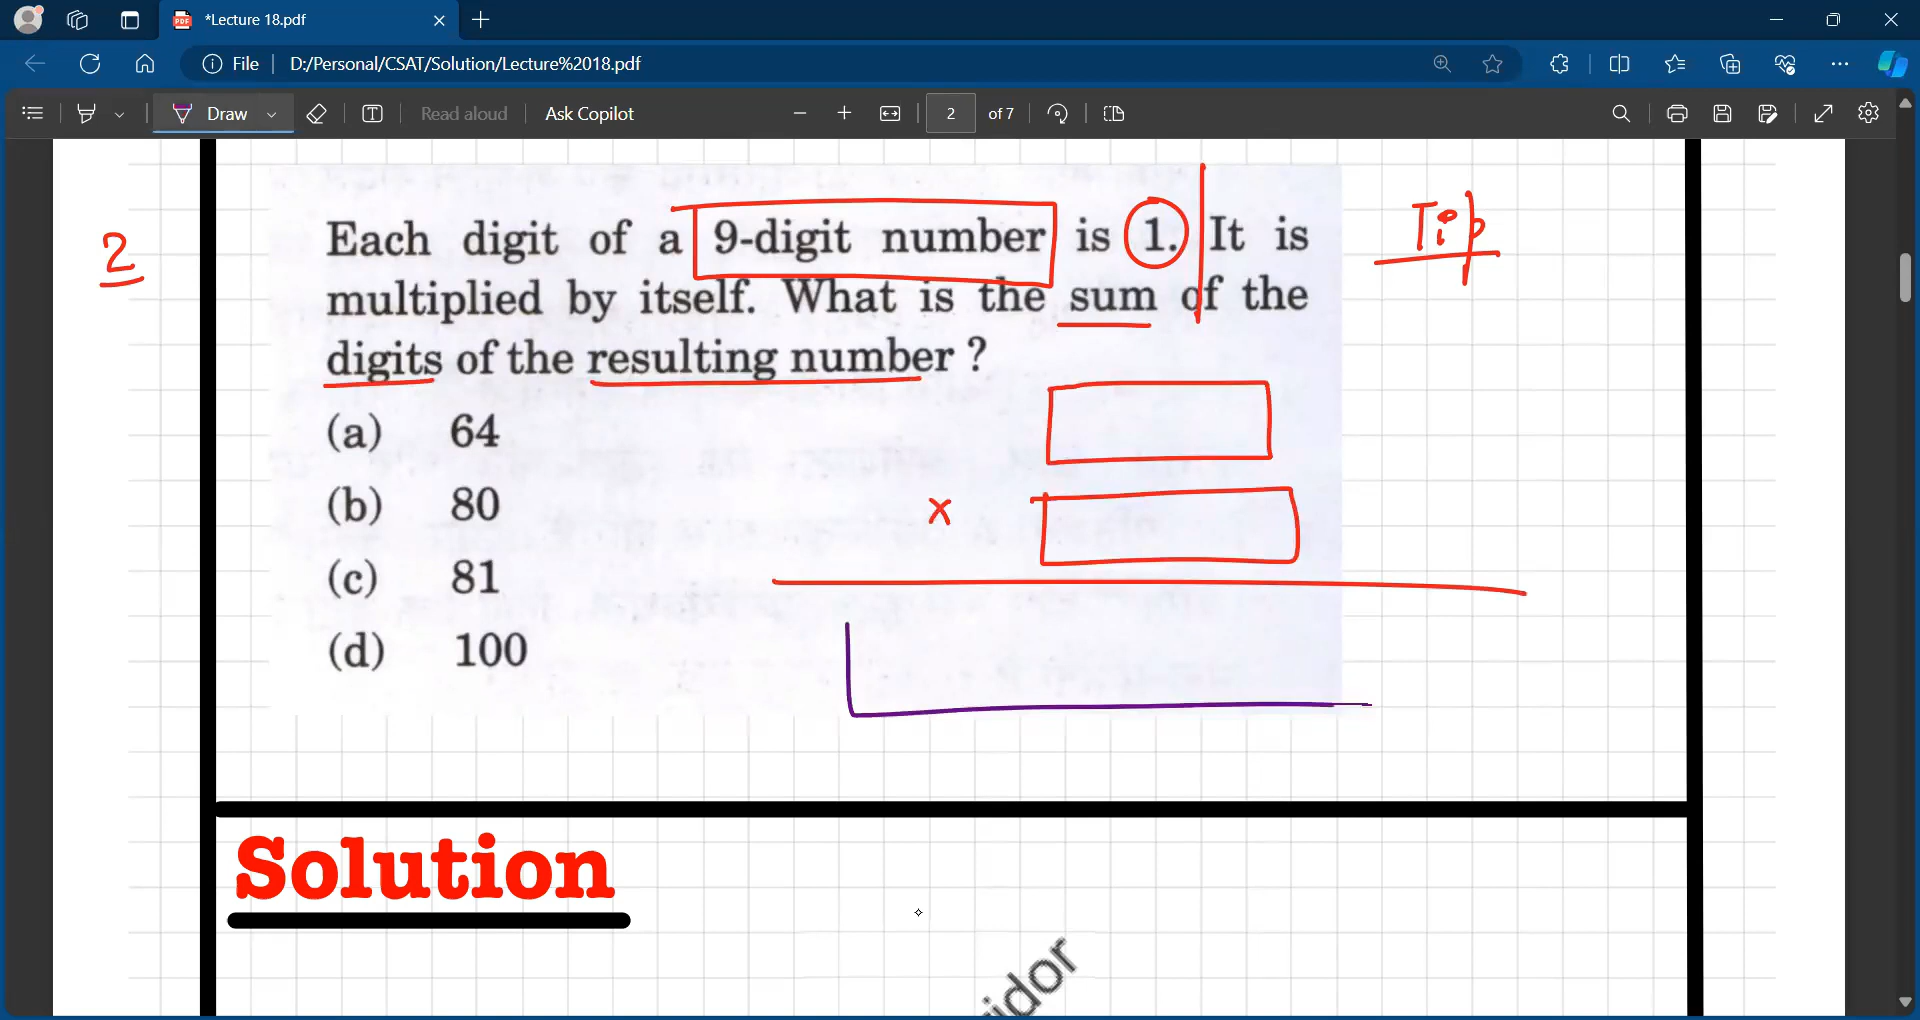 *Lecture 18.pdf
File D:/Personal/CSAT/Solution/Lecture%2018.pdf
Draw Read aloud Ask Copilot 2 of 7
Each digit of a 9-digit number is 1. It is
multiplied by itself. What is the sum of the
digits of the resulting number ?
(a) 64
(b) 80
(c) 81
(d) 100
2
Tip
x
Solution
idor